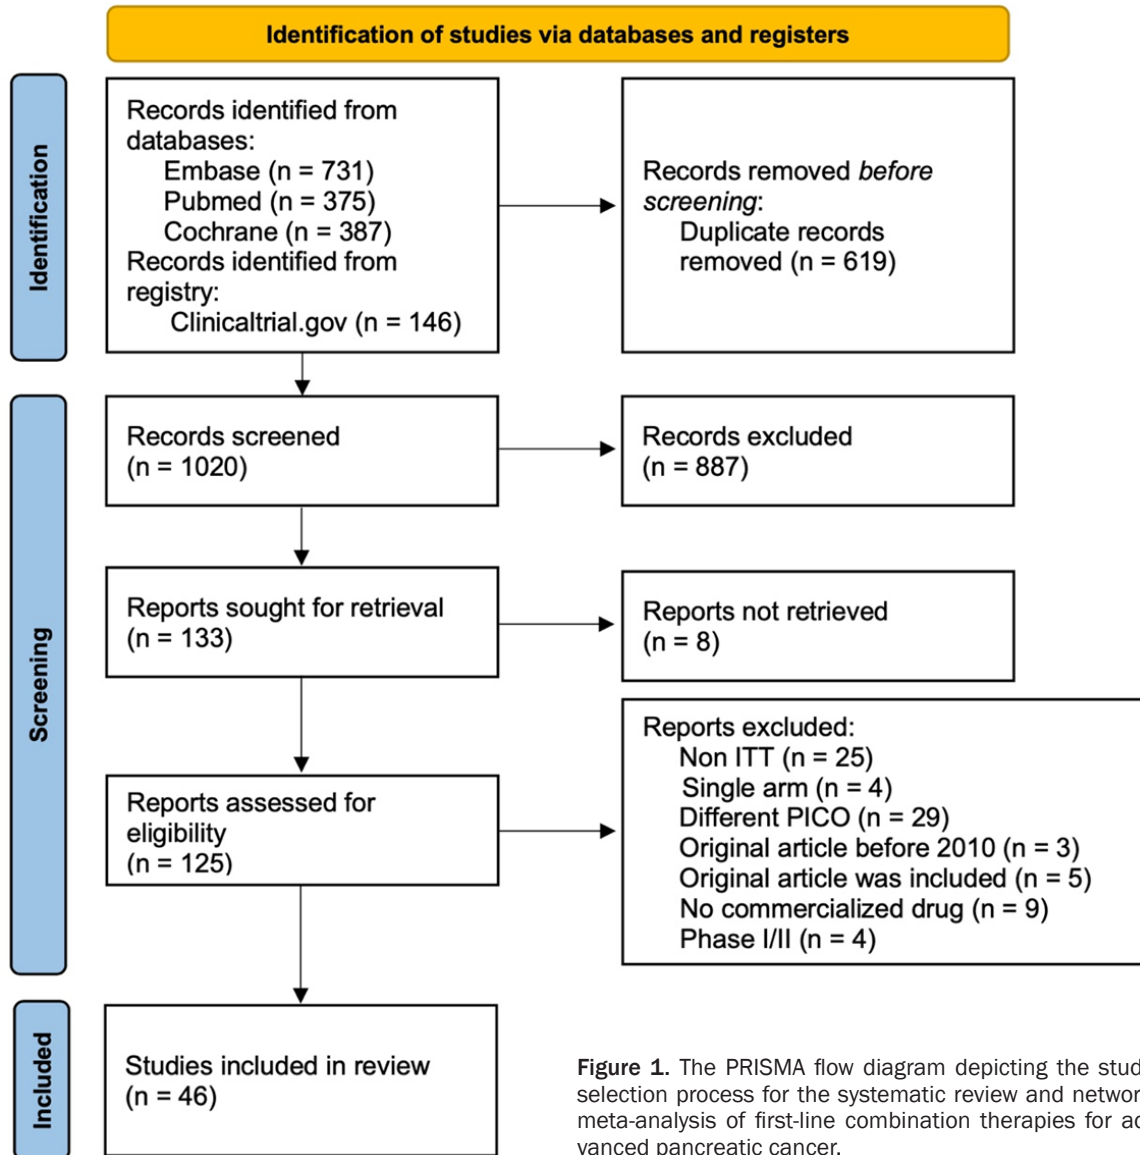 Identification of studies via databases and registers
Identification
Records identified from
databases:
Embase (n = 731)
Pubmed (n = 375)
Cochrane (n = 387)
Records identified from
registry:
Clinicaltrial.gov (n = 146)
Records removed before
screening:
Duplicate records
removed (n = 619)
Screening
Records screened
(n = 1020)
Records excluded
(n = 887)
Reports sought for retrieval
(n = 133)
Reports not retrieved
(n = 8)
Reports assessed for
eligibility
(n = 125)
Reports excluded:
Non ITT (n = 25)
Single arm (n = 4)
Different PICO (n = 29)
Original article before 2010 (n = 3)
Original article was included (n = 5)
No commercialized drug (n = 9)
Phase I/II (n = 4)
Included
Studies included in review
(n = 46)
Figure 1. The PRISMA flow diagram depicting the stud
selection process for the systematic review and networ
meta-analysis of first-line combination therapies for ad
vanced pancreatic cancer.